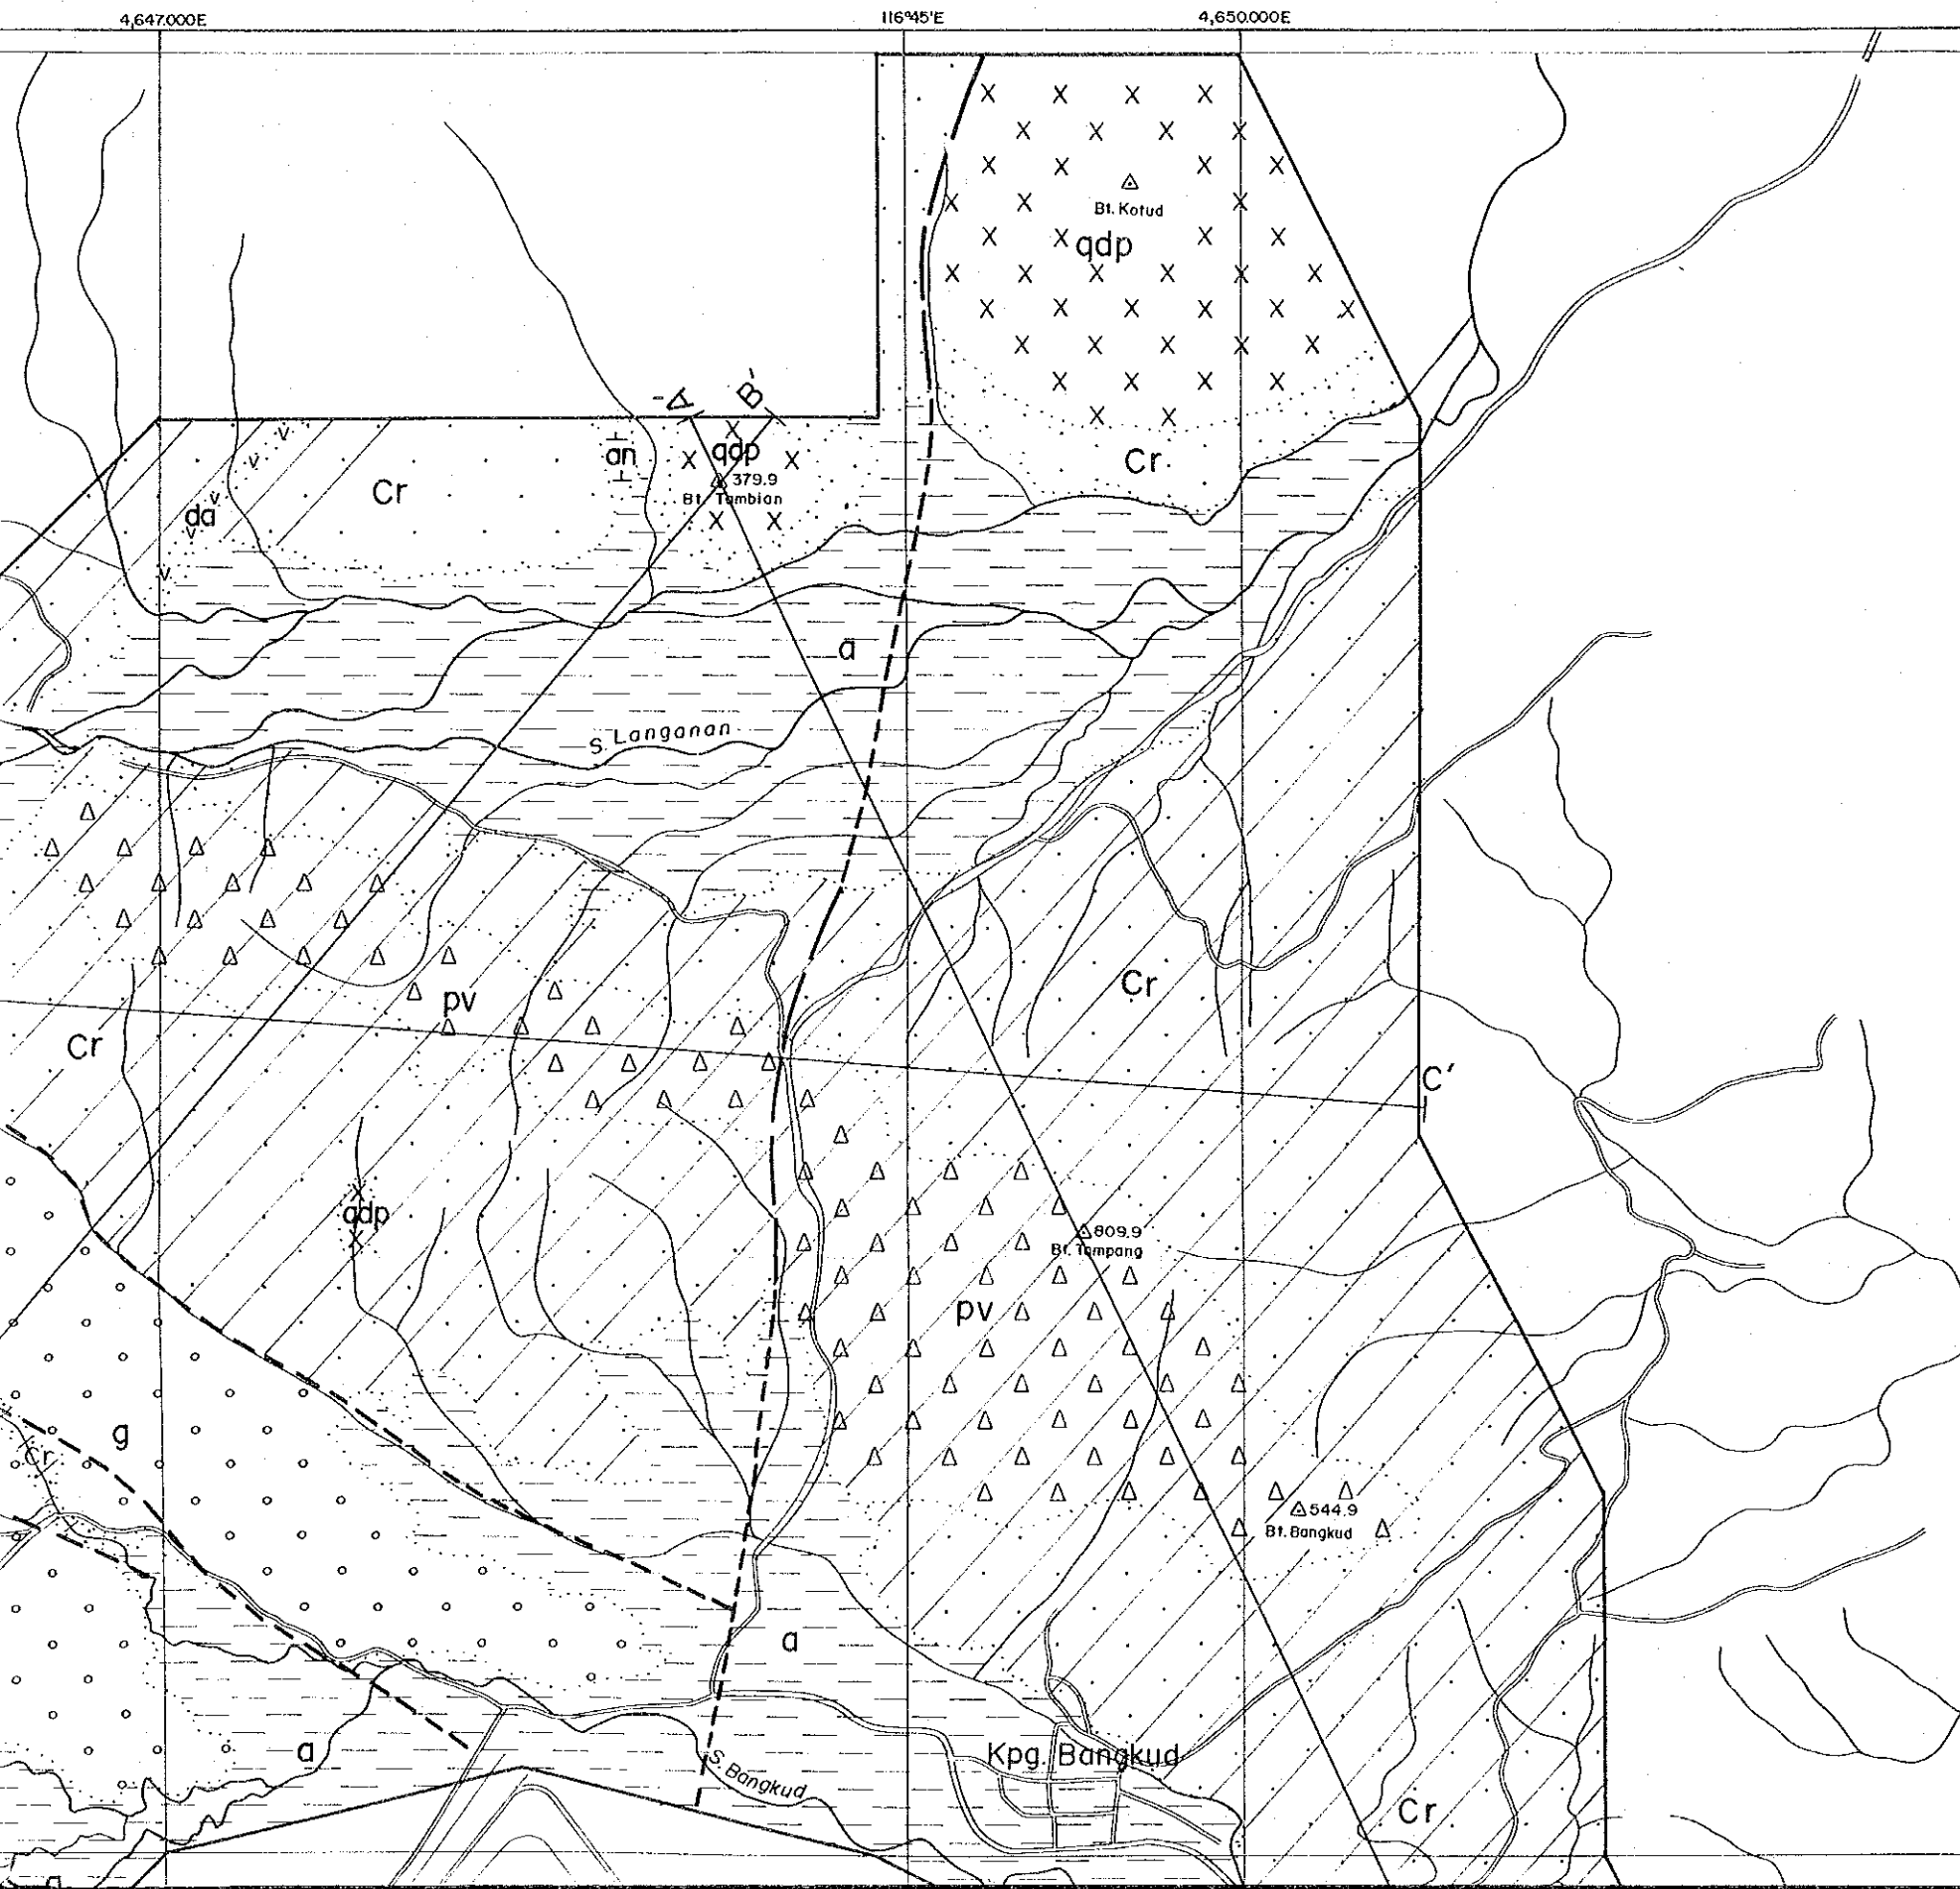 4,647.000E
116°45'E
4,650.000E
Bt. Kotud
qdp
A'
B'
an
qdp
379.9
Bt. Tambian
Cr
Cr
da
a
S. Langanan
pv
Cr
Cr
C'
qdp
809.9
Bt. Tampang
pv
g
Cr
544.9
Bt. Bangkud
a
a
Kpg. Bangkud
S. Bangkud
Cr